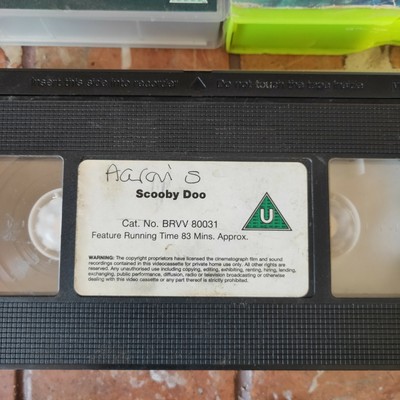 Insert this side into recorder △ Do not touch the tape inside
Aaron's
Scooby Doo
U
Cat. No. BRVV 80031
Feature Running Time 83 Mins. Approx.
WARNING: The copyright proprietors have licensed the cinematograph film and sound
recordings contained in this videocassette for private home use only. All other rights are
reserved. Any unauthorised use including copying, editing, exhibiting, renting, hiring, lending,
exchanging, public performance, diffusion, radio or television broadcasting or otherwise
dealing with this video cassette or any part thereof is strictly prohibited.